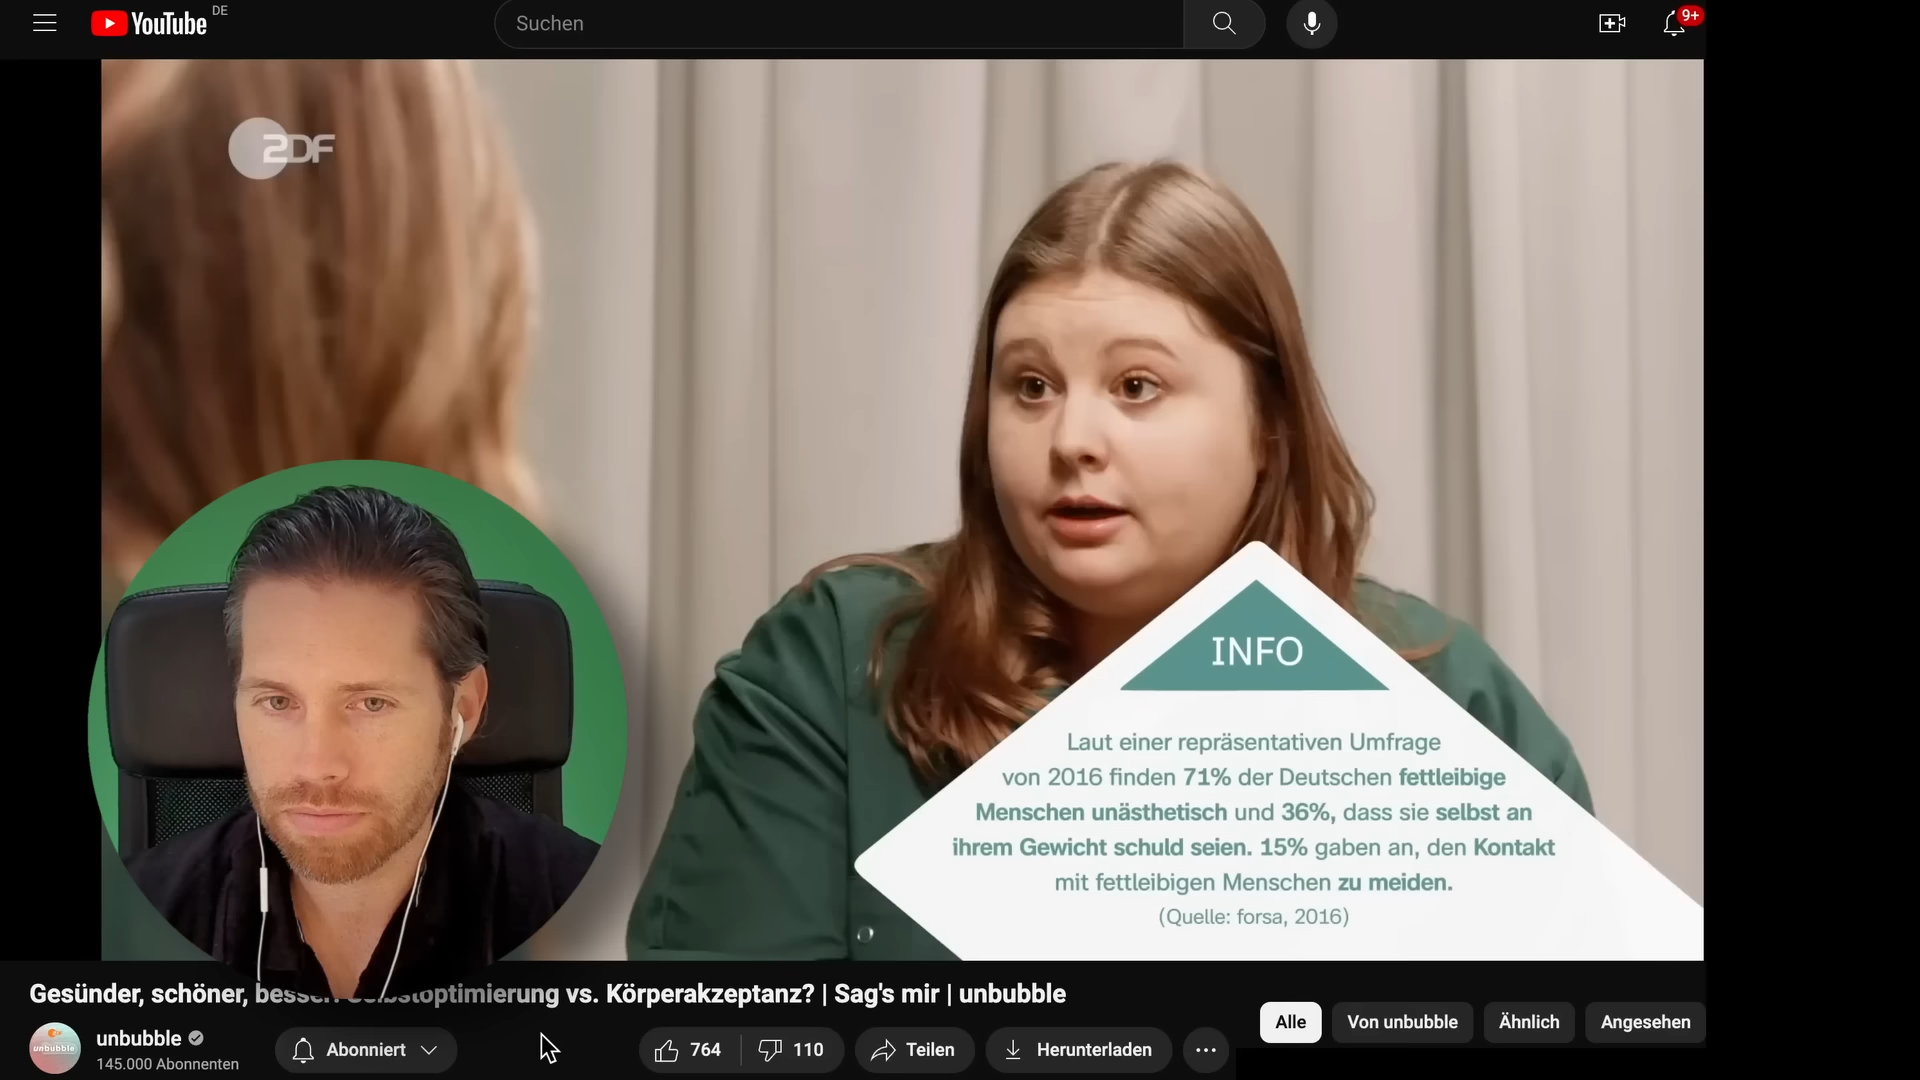 YouTube DE
Suchen
9+
ZDF
INFO
Laut einer repräsentativen Umfrage
von 2016 finden 71% der Deutschen fettleibige
Menschen unästhetisch und 36%, dass sie selbst an
ihrem Gewicht schuld seien. 15% gaben an, den Kontakt
mit fettleibigen Menschen zu meiden.
(Quelle: forsa, 2016)
Gesünder, schöner, besser: Selbstoptimierung vs. Körperakzeptanz? | Sag's mir | unbubble
unbubble
unbubble
145.000 Abonnenten
Abonniert
764
110
Teilen
Herunterladen
Alle
Von unbubble
Ähnlich
Angesehen